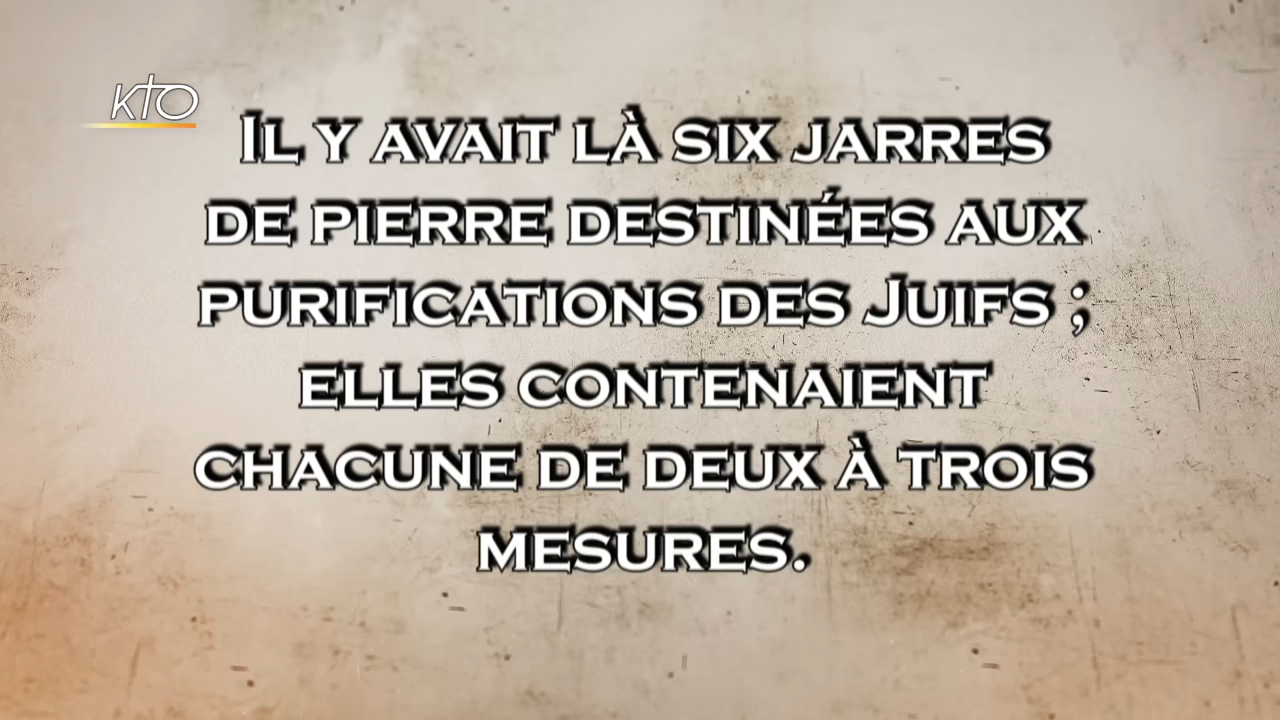 KTO
Il y avait là six jarres
de pierre destinées aux
purifications des Juifs ;
elles contenaient
chacune de deux à trois
mesures.